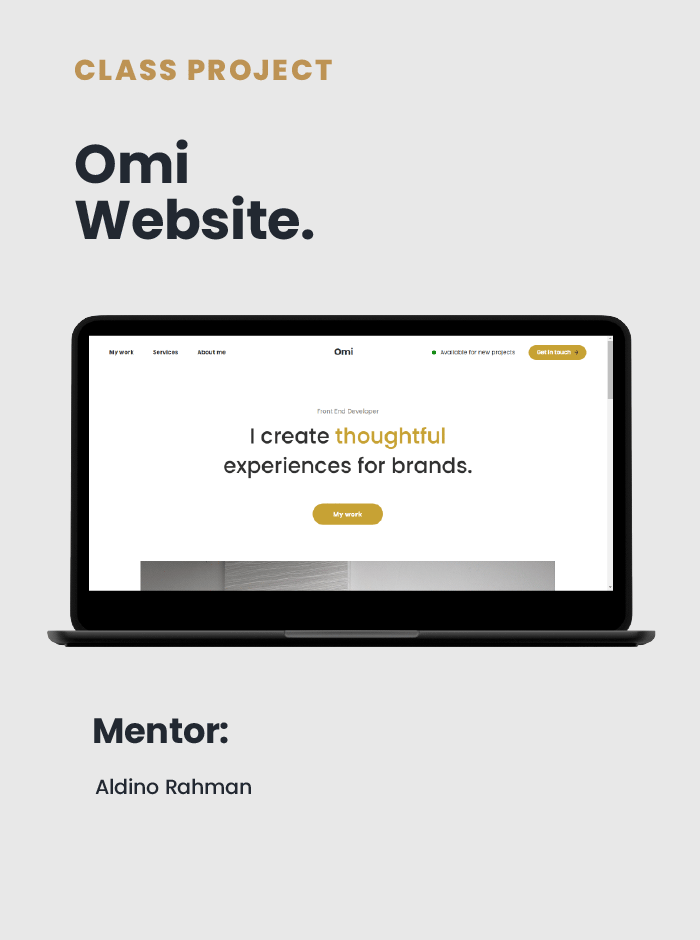 CLASS PROJECT
Omi
Website.
My work Services About me Omi Available for new projects Get in touch →
Front End Developer
I create thoughtful
experiences for brands.
My work
Mentor:
Aldino Rahman